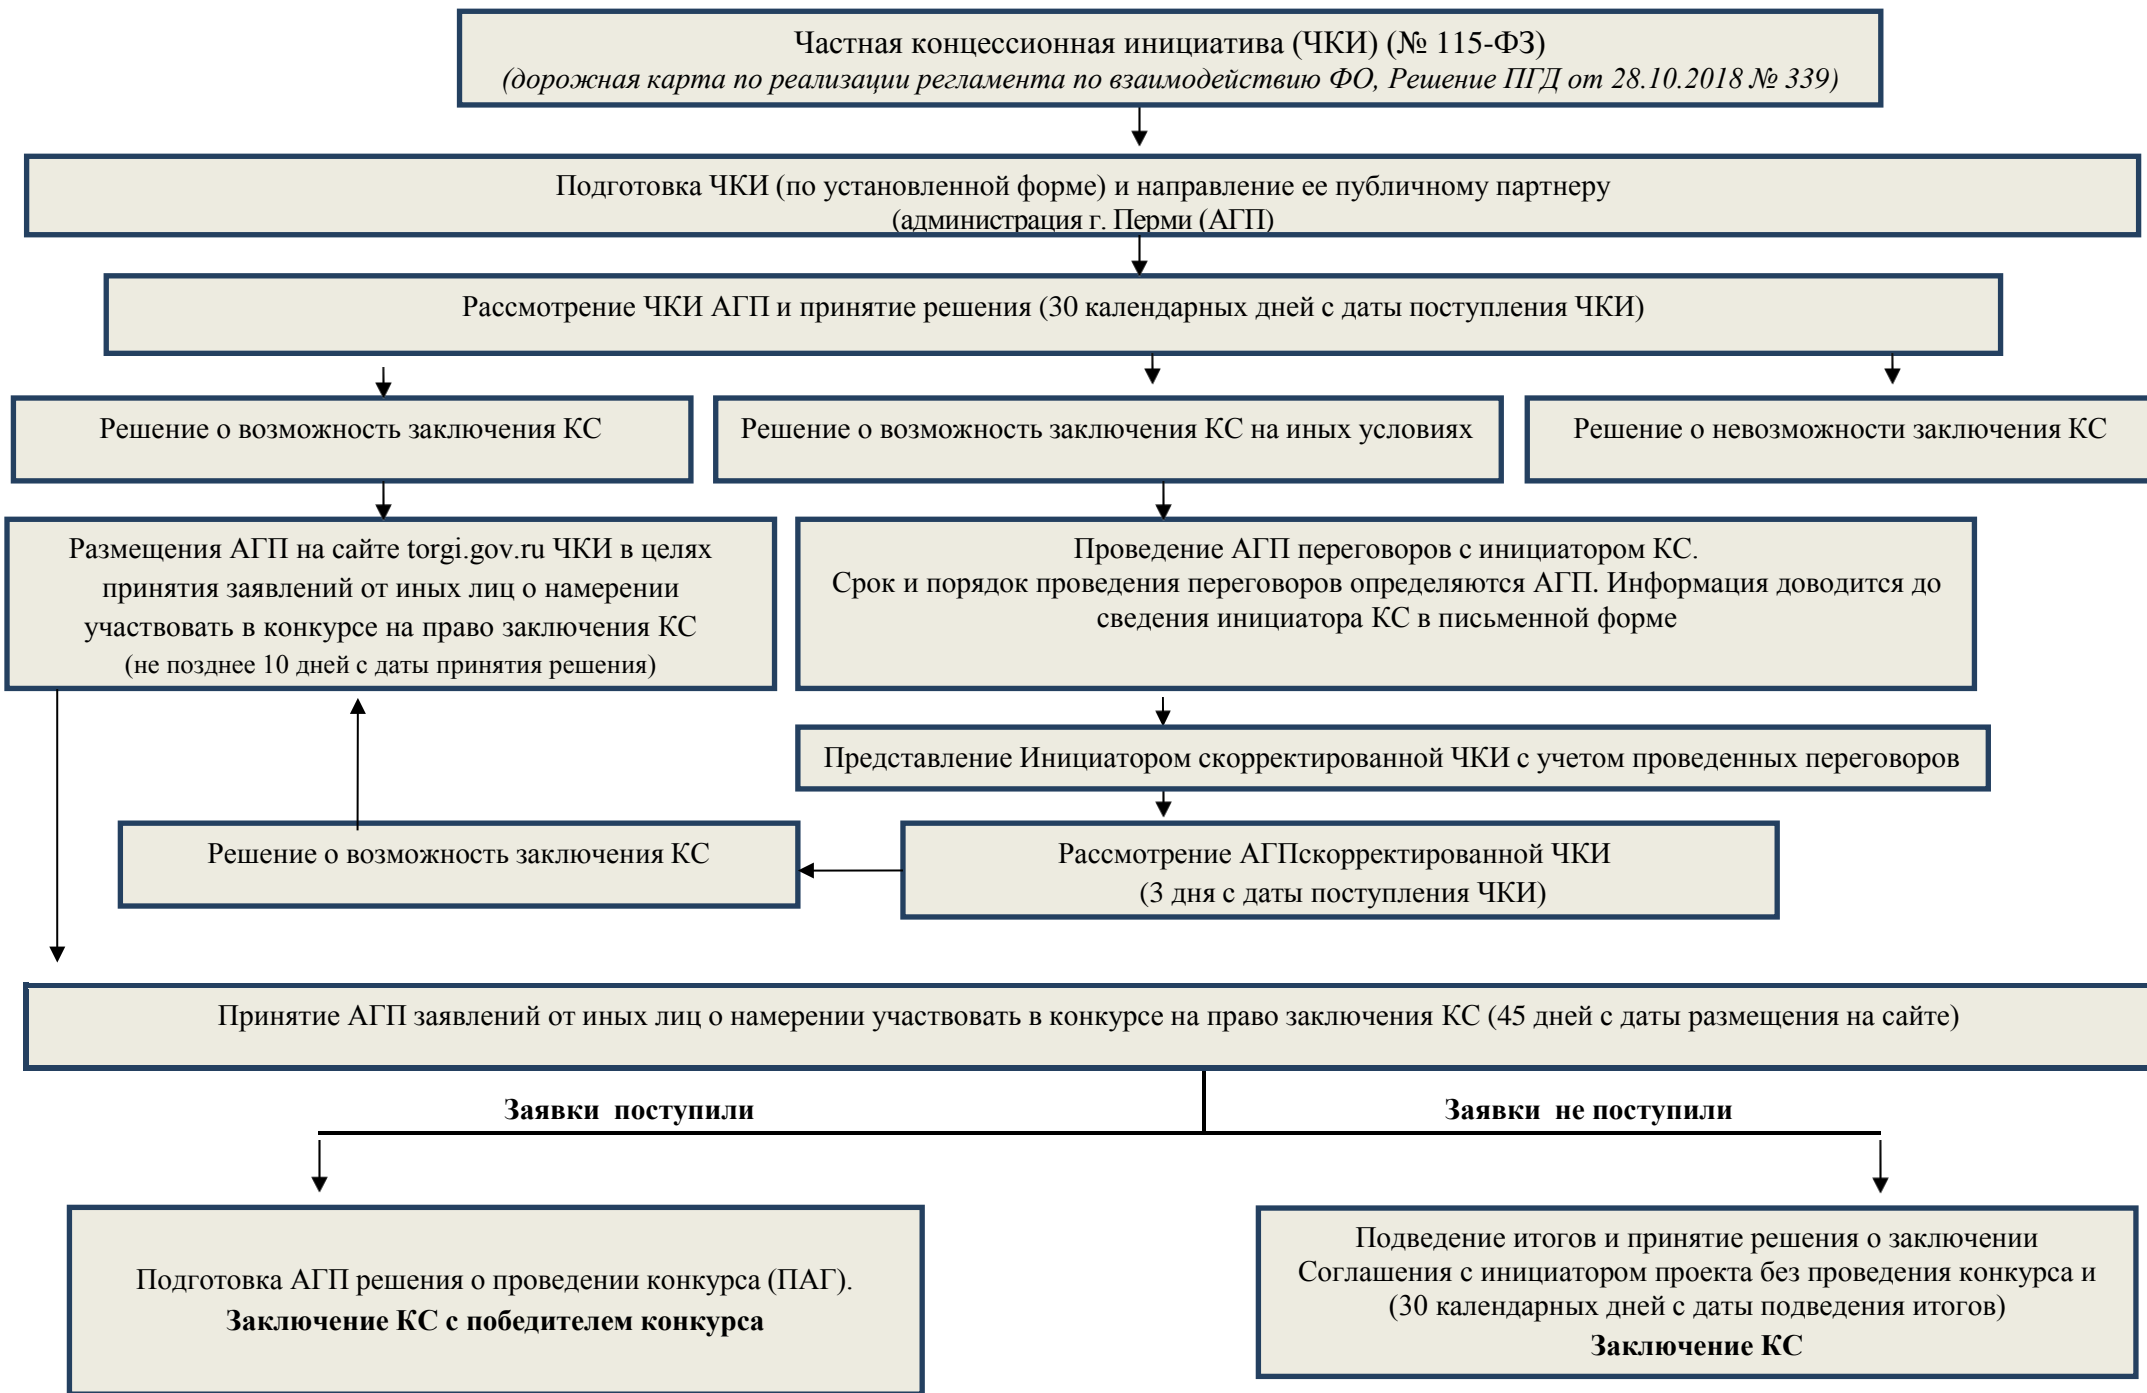 Частная концессионная инициатива (ЧКИ) (№ 115-ФЗ)
(дорожная карта по реализации регламента по взаимодействию ФО, Решение ПГД от 28.10.2018 № 339)
Подготовка ЧКИ (по установленной форме) и направление ее публичному партнеру
(администрация г. Перми (АГП)
Рассмотрение ЧКИ АГП и принятие решения (30 календарных дней с даты поступления ЧКИ)
Решение о возможность заключения КС
Решение о возможность заключения КС на иных условиях
Решение о невозможности заключения КС
Размещения АГП на сайте torgi.gov.ru ЧКИ в целях
принятия заявлений от иных лиц о намерении
участвовать в конкурсе на право заключения КС
(не позднее 10 дней с даты принятия решения)
Проведение АГП переговоров с инициатором КС.
Срок и порядок проведения переговоров определяются АГП. Информация доводится до
сведения инициатора КС в письменной форме
Представление Инициатором скорректированной ЧКИ с учетом проведенных переговоров
Решение о возможность заключения КС
Рассмотрение АГПскорректированной ЧКИ
(3 дня с даты поступления ЧКИ)
Принятие АГП заявлений от иных лиц о намерении участвовать в конкурсе на право заключения КС (45 дней с даты размещения на сайте)
Заявки  поступили
Заявки  не поступили
Подготовка АГП решения о проведении конкурса (ПАГ).
Заключение КС с победителем конкурса
Подведение итогов и принятие решения о заключении
Соглашения с инициатором проекта без проведения конкурса и
(30 календарных дней с даты подведения итогов)
Заключение КС